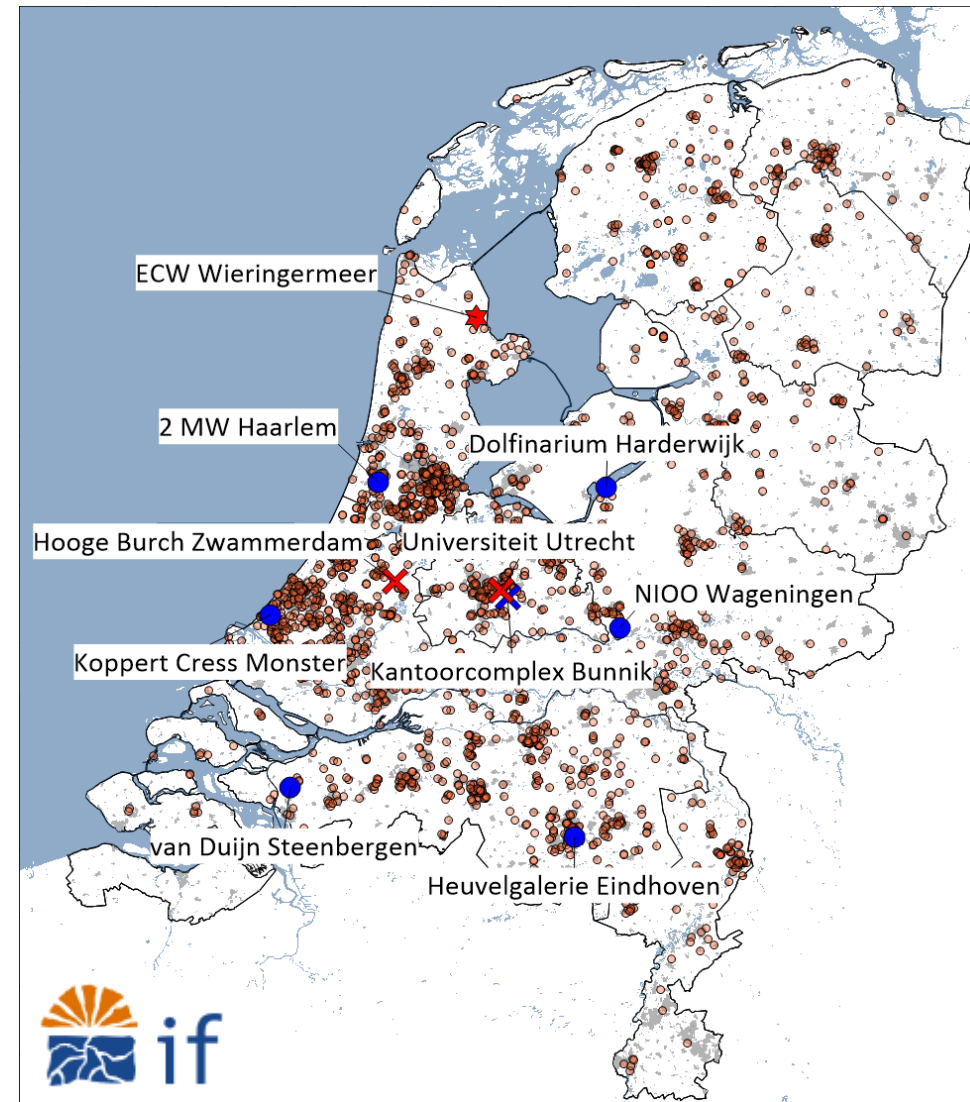 ECW Wieringermeer
2 MW Haarlem
Dolfinarium Harderwijk
Hooge Burch Zwammerdam
Universiteit Utrecht
NIOO Wageningen
Koppert Cress Monster
Kantoorcomplex Bunnik
van Duijn Steenbergen
Heuvelgalerie Eindhoven
if